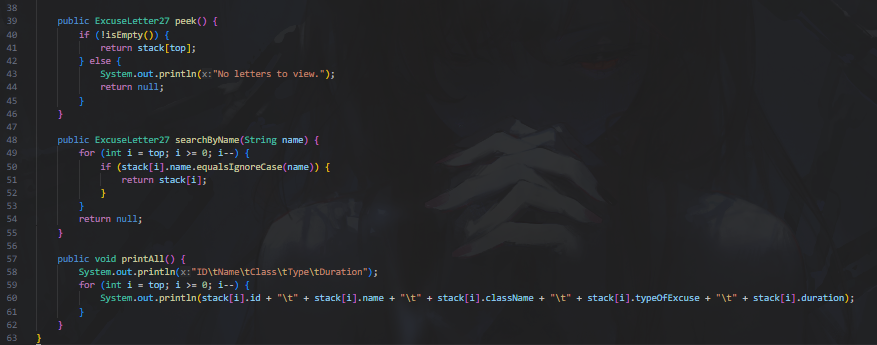 38
39 public ExcuseLetter27 peek() {
40 if (!isEmpty()) {
41 return stack[top];
42 } else {
43 System.out.println(x:"No letters to view.");
44 return null;
45 }
46 }
47
48 public ExcuseLetter27 searchByName(String name) {
49 for (int i = top; i >= 0; i--) {
50 if (stack[i].name.equalsIgnoreCase(name)) {
51 return stack[i];
52 }
53 }
54 return null;
55 }
56
57 public void printAll() {
58 System.out.println(x:"ID\tName\tClass\tType\tDuration");
59 for (int i = top; i >= 0; i--) {
60 System.out.println(stack[i].id + "\t" + stack[i].name + "\t" + stack[i].className + "\t" + stack[i].typeOfExcuse + "\t" + stack[i].duration);
61 }
62 }
63 }